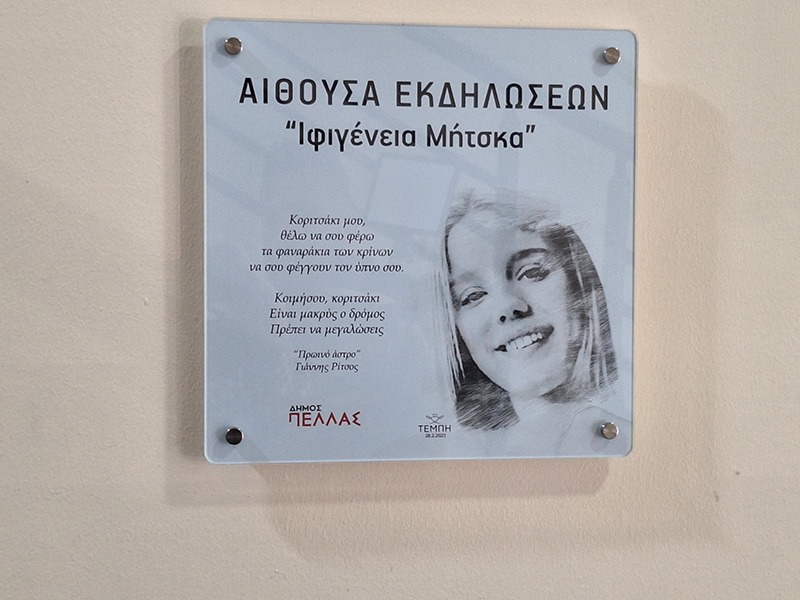 ΑΙΘΟΥΣΑ ΕΚΔΗΛΩΣΕΩΝ
“Ιφιγένεια Μήτσκα”
Κοριτσάκι μου,
θέλω να σου φέρω
τα φαναράκια των κρίνων
να σου φέγγουν τον ύπνο σου.
Κοιμήσου, κοριτσάκι
Είναι μακρύς ο δρόμος
Πρέπει να μεγαλώσεις
“Πρωινό άστρο”
Γιάννης Ρίτσος
ΔΗΜΟΣ
ΠΕΛΛΑΣ
ΤΕΜΠΗ
28.2.2023